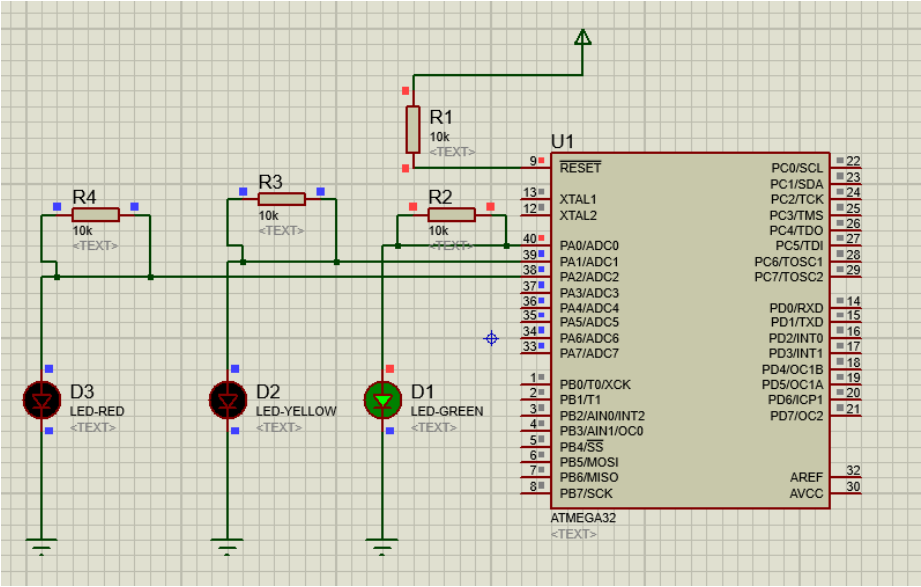 R1
10k
<TEXT>
U1
R4
10k
<TEXT>
R3
10k
<TEXT>
R2
10k
<TEXT>
9 RESET
13 XTAL1
12 XTAL2
40 PA0/ADC0
39 PA1/ADC1
38 PA2/ADC2
37 PA3/ADC3
36 PA4/ADC4
35 PA5/ADC5
34 PA6/ADC6
33 PA7/ADC7
1 PB0/T0/XCK
2 PB1/T1
3 PB2/AIN0/INT2
4 PB3/AIN1/OC0
5 PB4/SS
6 PB5/MOSI
7 PB6/MISO
8 PB7/SCK
PC0/SCL 22
PC1/SDA 23
PC2/TCK 24
PC3/TMS 25
PC4/TDO 26
PC5/TDI 27
PC6/TOSC1 28
PC7/TOSC2 29
PD0/RXD 14
PD1/TXD 15
PD2/INT0 16
PD3/INT1 17
PD4/OC1B 18
PD5/OC1A 19
PD6/ICP1 20
PD7/OC2 21
AREF 32
AVCC 30
ATMEGA32
<TEXT>
D3
LED-RED
<TEXT>
D2
LED-YELLOW
<TEXT>
D1
LED-GREEN
<TEXT>